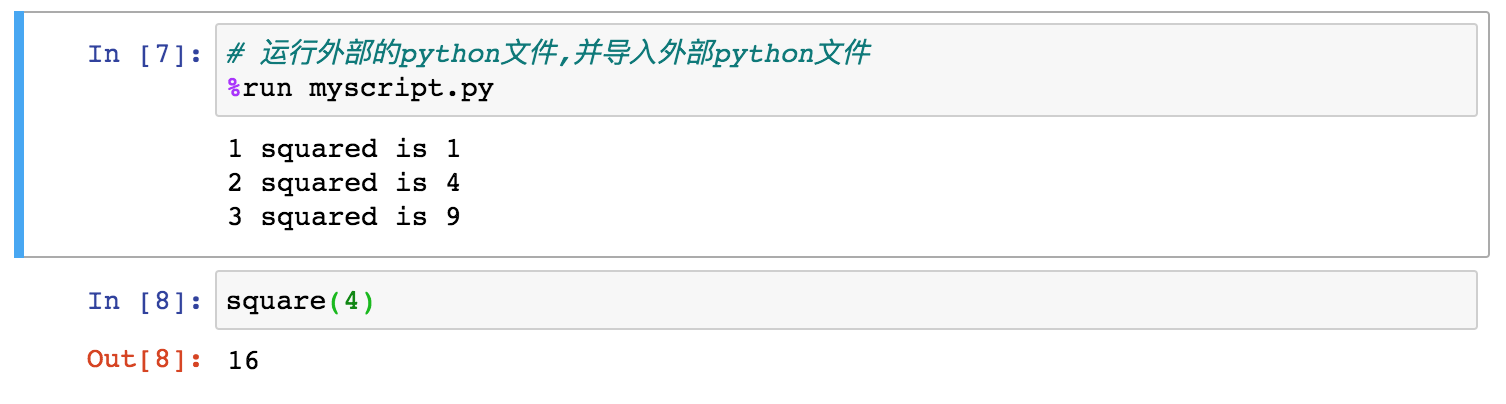 In [7]: # 运行外部的python文件,并导入外部python文件
%run myscript.py
1 squared is 1
2 squared is 4
3 squared is 9
In [8]: square(4)
Out[8]: 16